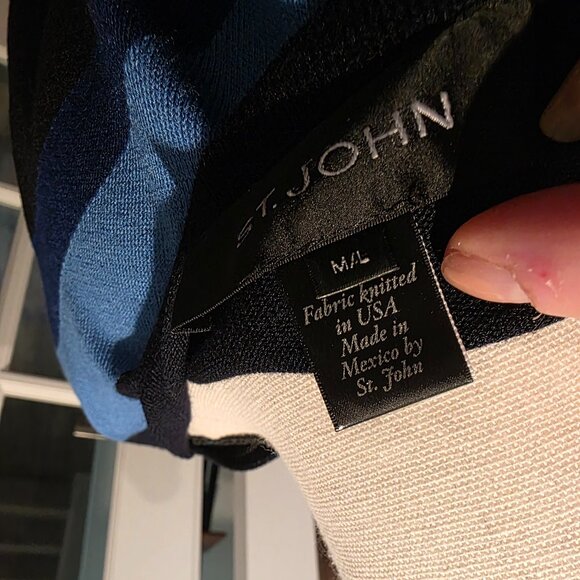 ST. JOHN
M/L
Fabric knitted
in USA
Made in
Mexico by
St. John